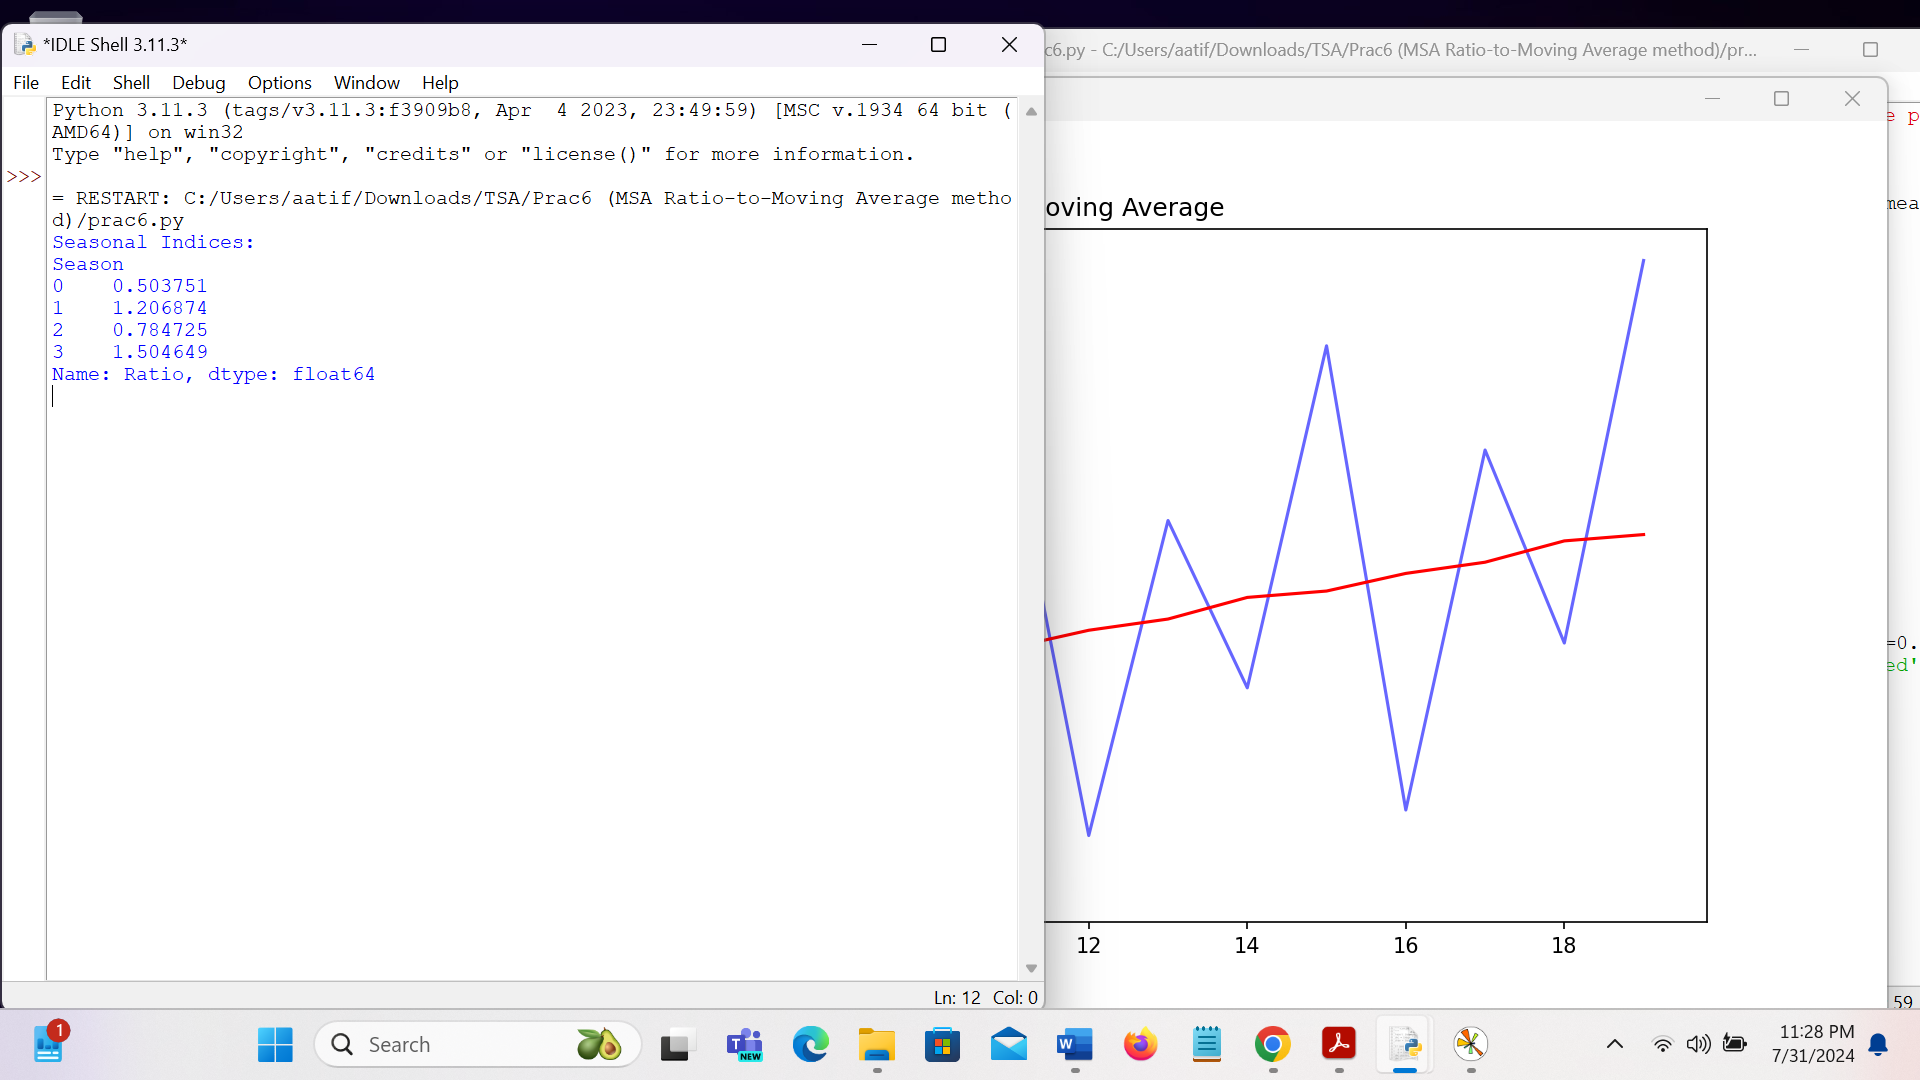 *IDLE Shell 3.11.3*
File Edit Shell Debug Options Window Help
Python 3.11.3 (tags/v3.11.3:f3909b8, Apr  4 2023, 23:49:59) [MSC v.1934 64 bit (
AMD64)] on win32
Type "help", "copyright", "credits" or "license()" for more information.
>>>
= RESTART: C:/Users/aatif/Downloads/TSA/Prac6 (MSA Ratio-to-Moving Average metho
d)/prac6.py
Seasonal Indices:
Season
0    0.503751
1    1.206874
2    0.784725
3    1.504649
Name: Ratio, dtype: float64
Ln: 12 Col: 0
c6.py - C:/Users/aatif/Downloads/TSA/Prac6 (MSA Ratio-to-Moving Average method)/pr...
e p
mea
=0.
ed'
59
oving Average
12 14 16 18
1
Search
T
NEW
W
11:28 PM
7/31/2024